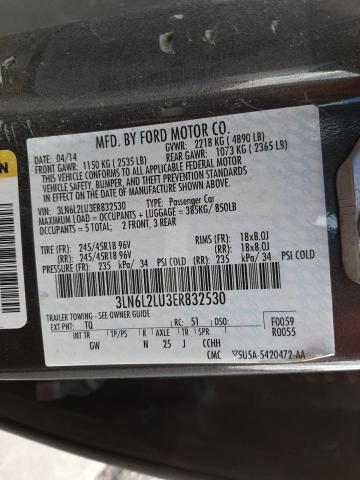 MFD. BY FORD MOTOR CO.
DATE: 04/14 GVWR: 2218 KG ( 4890 LB)
FRONT GAWR: 1150 KG ( 2535 LB) REAR GAWR: 1073 KG ( 2365 LB)
THIS VEHICLE CONFORMS TO ALL APPLICABLE FEDERAL MOTOR
VEHICLE SAFETY, BUMPER, AND THEFT PREVENTION STANDARDS IN
EFFECT ON THE DATE OF MANUFACTURE SHOWN ABOVE.
VIN: 3LN6L2LU3ER832530 TYPE: Passenger Car
MAXIMUM LOAD = OCCUPANTS + LUGGAGE = 385KG/ 850LB
OCCUPANTS = 5 TOTAL: 2 FRONT, 3 REAR
TIRE (FR): 245/45R18 96V RIMS (FR): 18x8.0J
(RR): 245/45R18 96V (RR): 18x8.0J
PRESSURE (FR): 235 kPa/ 34 PSI COLD (RR): 235 kPa/ 34 PSI COLD
3LN6L2LU3ER832530
TRAILER TOWING - SEE OWNER GUIDE
EXT PNT: TQ RC: 51 DSO: F0059
INT TR TP/PS R AX TR SPR R0055
GW N 25 J CCHH
CMC 5U5A-5420472-AA